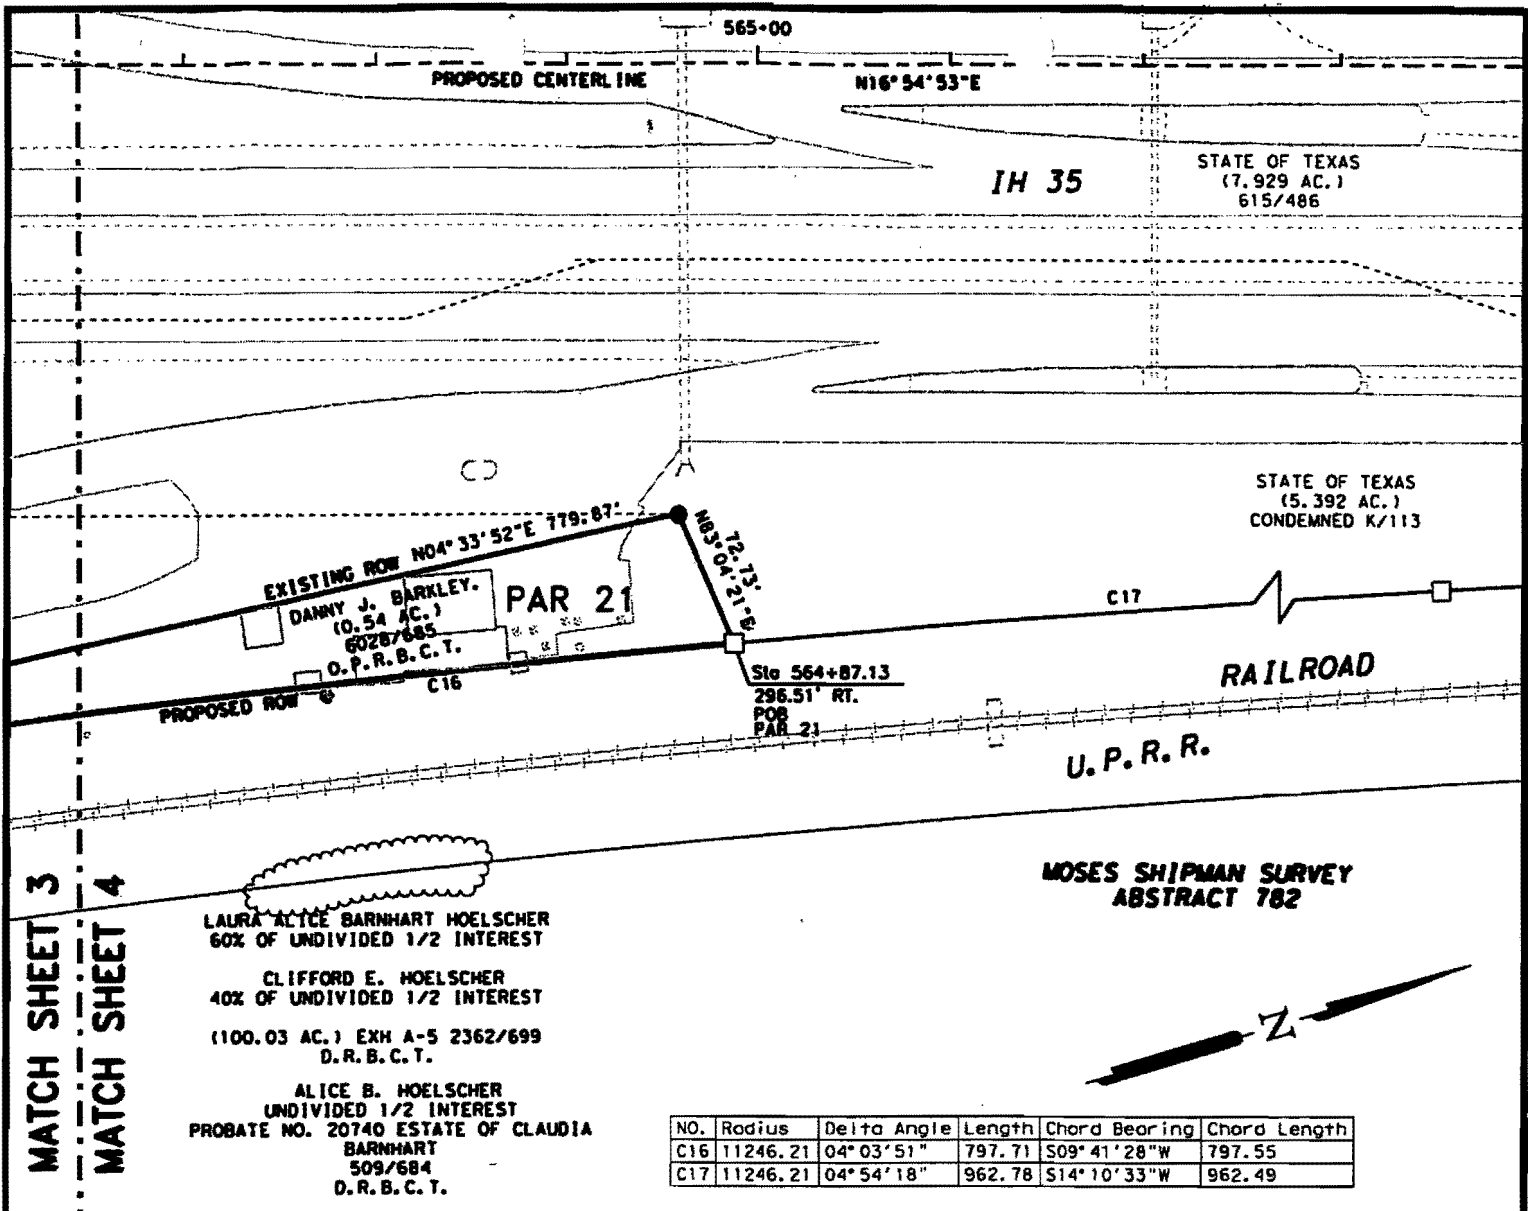 565+00
PROPOSED CENTERLINE
N16°54'53"E
IH 35
STATE OF TEXAS
(7.929 AC.)
615/486
STATE OF TEXAS
(5.392 AC.)
CONDEMNED K/113
EXISTING ROW N04°33'52"E 779.87'
72.73'
N83°04'21"E
DANNY J. BARKLEY.
(0.54 AC.)
6028/685
O.P.R.B.C.T.
PAR 21
C17
C16
PROPOSED ROW
Sta 564+87.13
296.51' RT.
POB
PAR 21
RAILROAD
U.P.R.R.
MOSES SHIPMAN SURVEY
ABSTRACT 782
MATCH SHEET 3
MATCH SHEET 4
LAURA ALICE BARNHART HOELSCHER
60% OF UNDIVIDED 1/2 INTEREST
CLIFFORD E. HOELSCHER
40% OF UNDIVIDED 1/2 INTEREST
(100.03 AC.) EXH A-5 2362/699
D.R.B.C.T.
ALICE B. HOELSCHER
UNDIVIDED 1/2 INTEREST
PROBATE NO. 20740 ESTATE OF CLAUDIA
BARNHART
509/684
D.R.B.C.T.
Z
NO. Radius Delta Angle Length Chord Bearing Chord Length
C16 11246.21 04°03'51" 797.71 S09°41'28"W 797.55
C17 11246.21 04°54'18" 962.78 S14°10'33"W 962.49